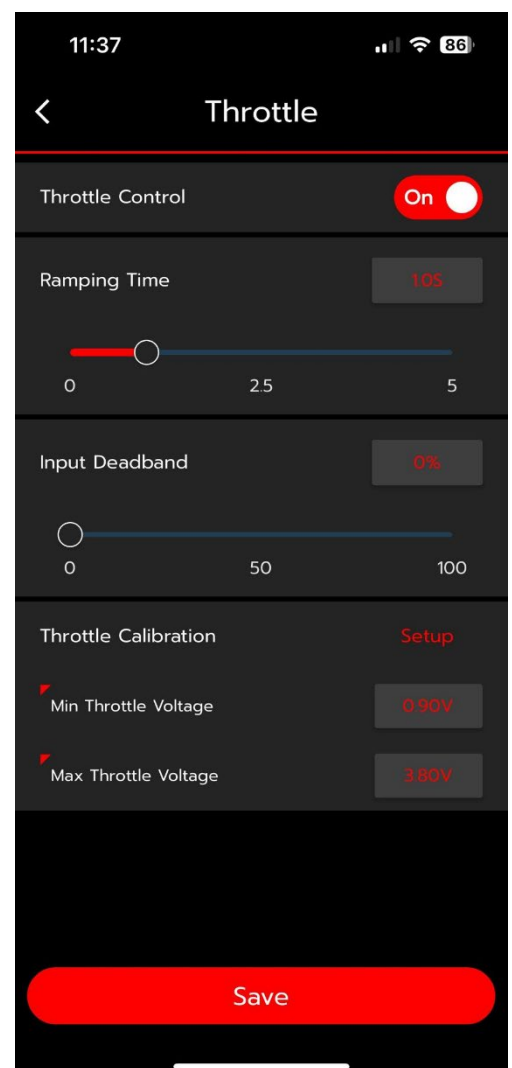 11:37 86
Throttle
Throttle Control On
Ramping Time 1.0S
0 2.5 5
Input Deadband 0%
0 50 100
Throttle Calibration Setup
Min Throttle Voltage 0.90V
Max Throttle Voltage 3.80V
Save